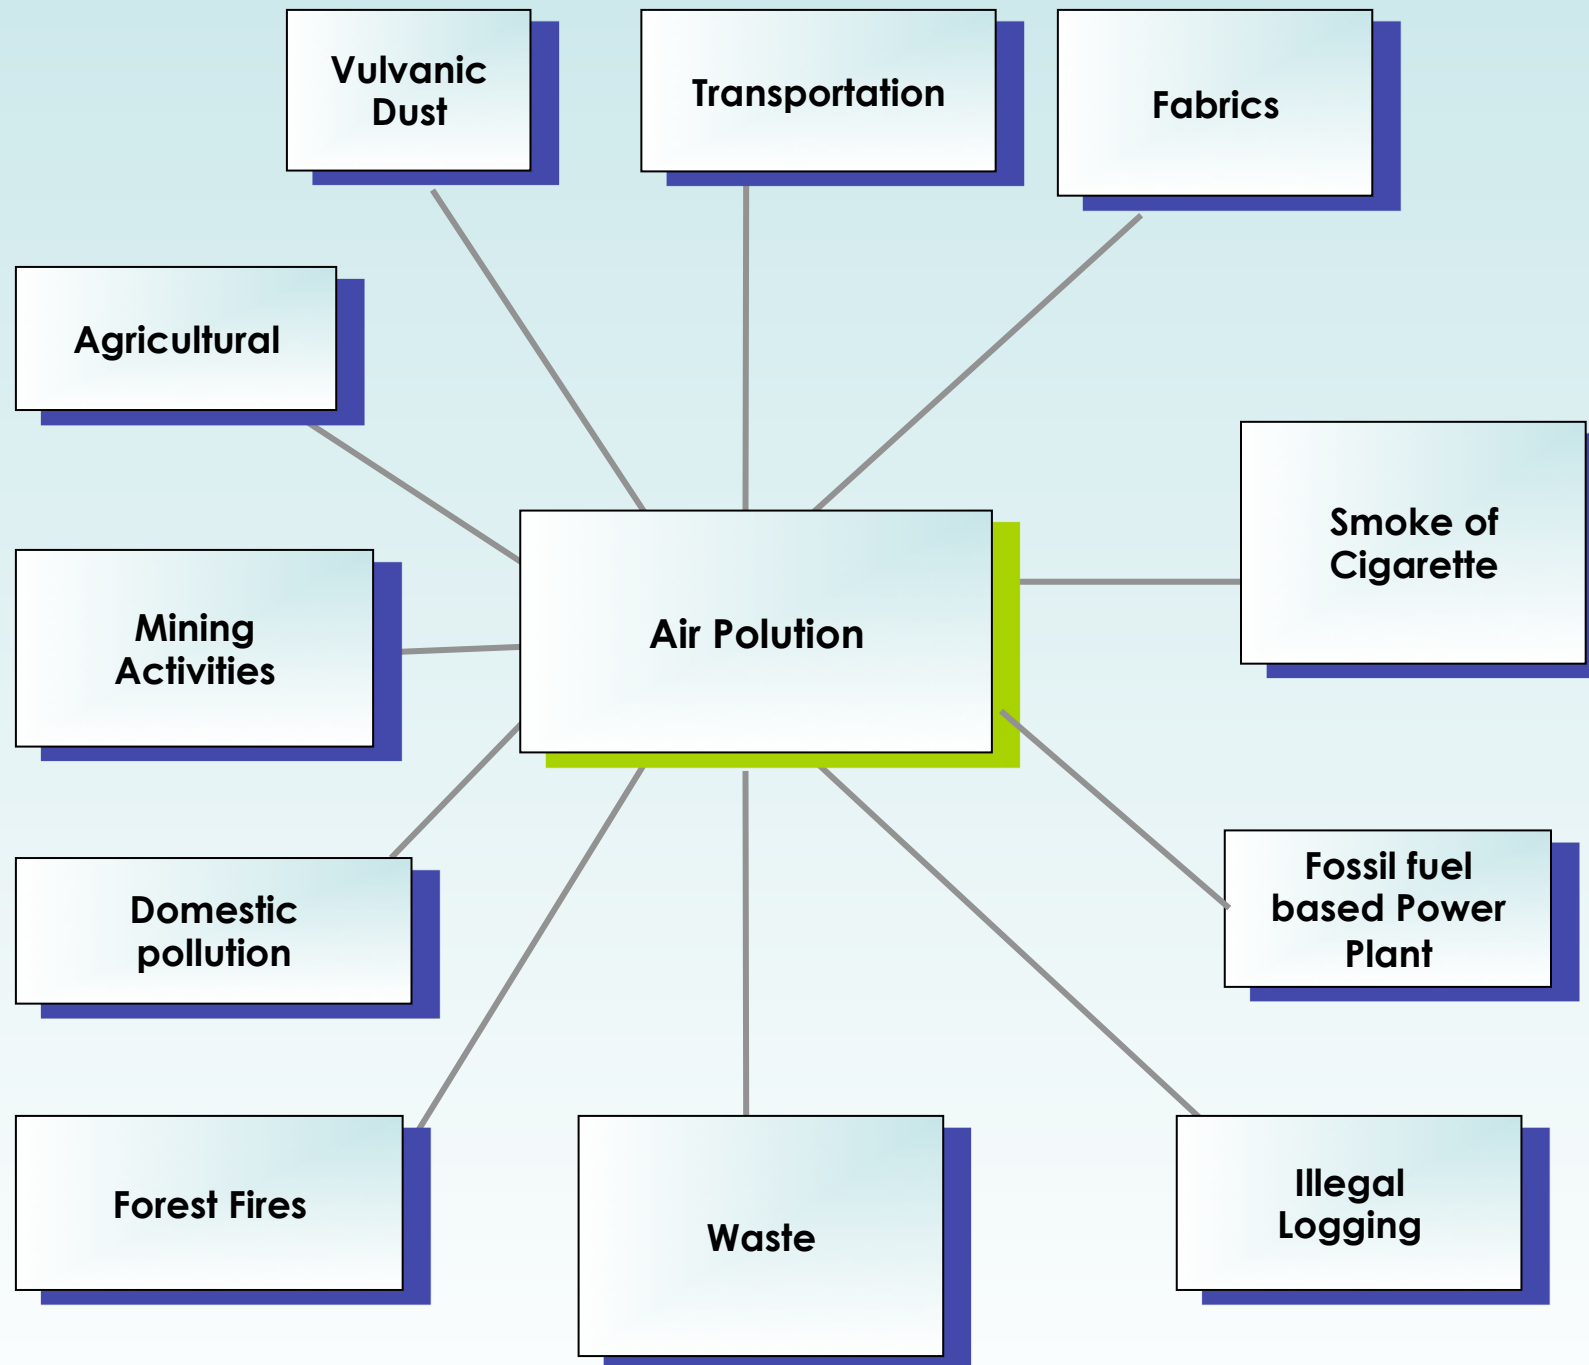 Vulvanic
Dust
Transportation
Fabrics
Agricultural
Smoke of
Cigarette
Mining
Activities
Air Polution
Domestic
pollution
Fossil fuel
based Power
Plant
Forest Fires
Waste
Illegal
Logging